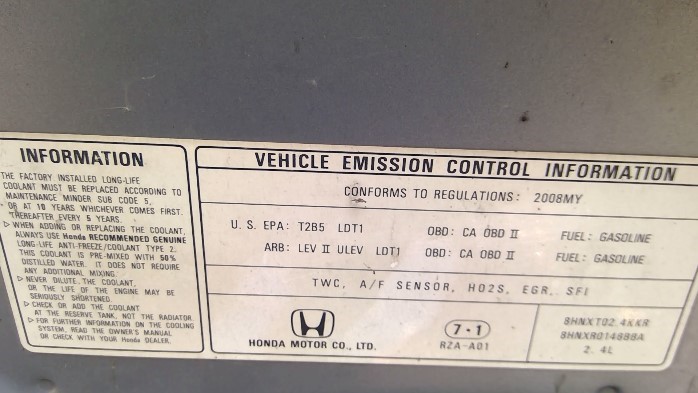 INFORMATION
THE FACTORY INSTALLED LONG-LIFE
COOLANT MUST BE REPLACED ACCORDING TO
MAINTENANCE MINDER SUB CODE 5,
OR AT 10 YEARS WHICHEVER COMES FIRST.
THEREAFTER EVERY 5 YEARS.
▷ WHEN ADDING OR REPLACING THE COOLANT,
ALWAYS USE Honda RECOMMENDED GENUINE
LONG-LIFE ANTI-FREEZE/COOLANT TYPE 2.
THIS COOLANT IS PRE-MIXED WITH 50%
DISTILLED WATER. IT DOES NOT REQUIRE
ANY ADDITIONAL MIXING.
▷ NEVER DILUTE THE COOLANT,
OR THE LIFE OF THE ENGINE MAY BE
SERIOUSLY SHORTENED.
▷ CHECK OR ADD THE COOLANT
AT THE RESERVE TANK, NOT THE RADIATOR.
▷ FOR FURTHER INFORMATION ON THE COOLING
SYSTEM, READ THE OWNER'S MANUAL
OR CHECK WITH YOUR Honda DEALER.
VEHICLE EMISSION CONTROL INFORMATION
CONFORMS TO REGULATIONS: 2008MY
U.S. EPA: T2B5 LDT1 OBD: CA OBD II FUEL: GASOLINE
ARB: LEV II ULEV LDT1 OBD: CA OBD II FUEL: GASOLINE
TWC, A/F SENSOR, HO2S, EGR, SFI
HONDA MOTOR CO., LTD.
7-1
RZA-A01
8HNXT02.4KKR
2.4L